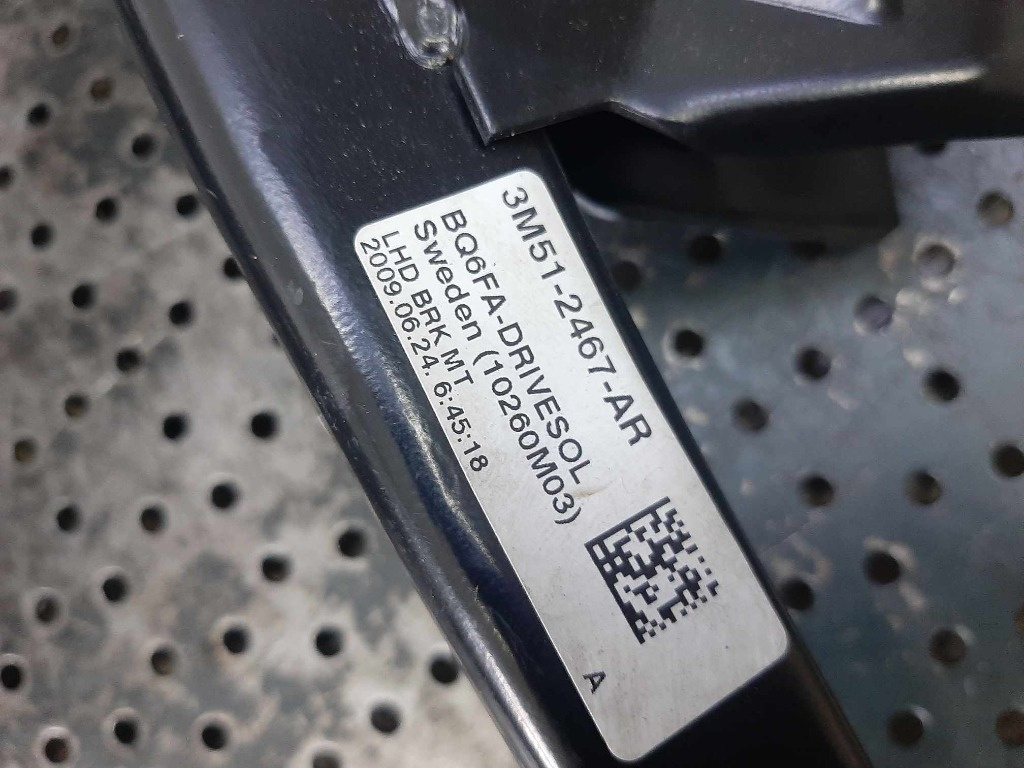 3M51-2467-AR
BQ6FA-DRIVESOL
Sweden (10260M03)
LHD BRK MT
2009.06.24. 6:45:18
A